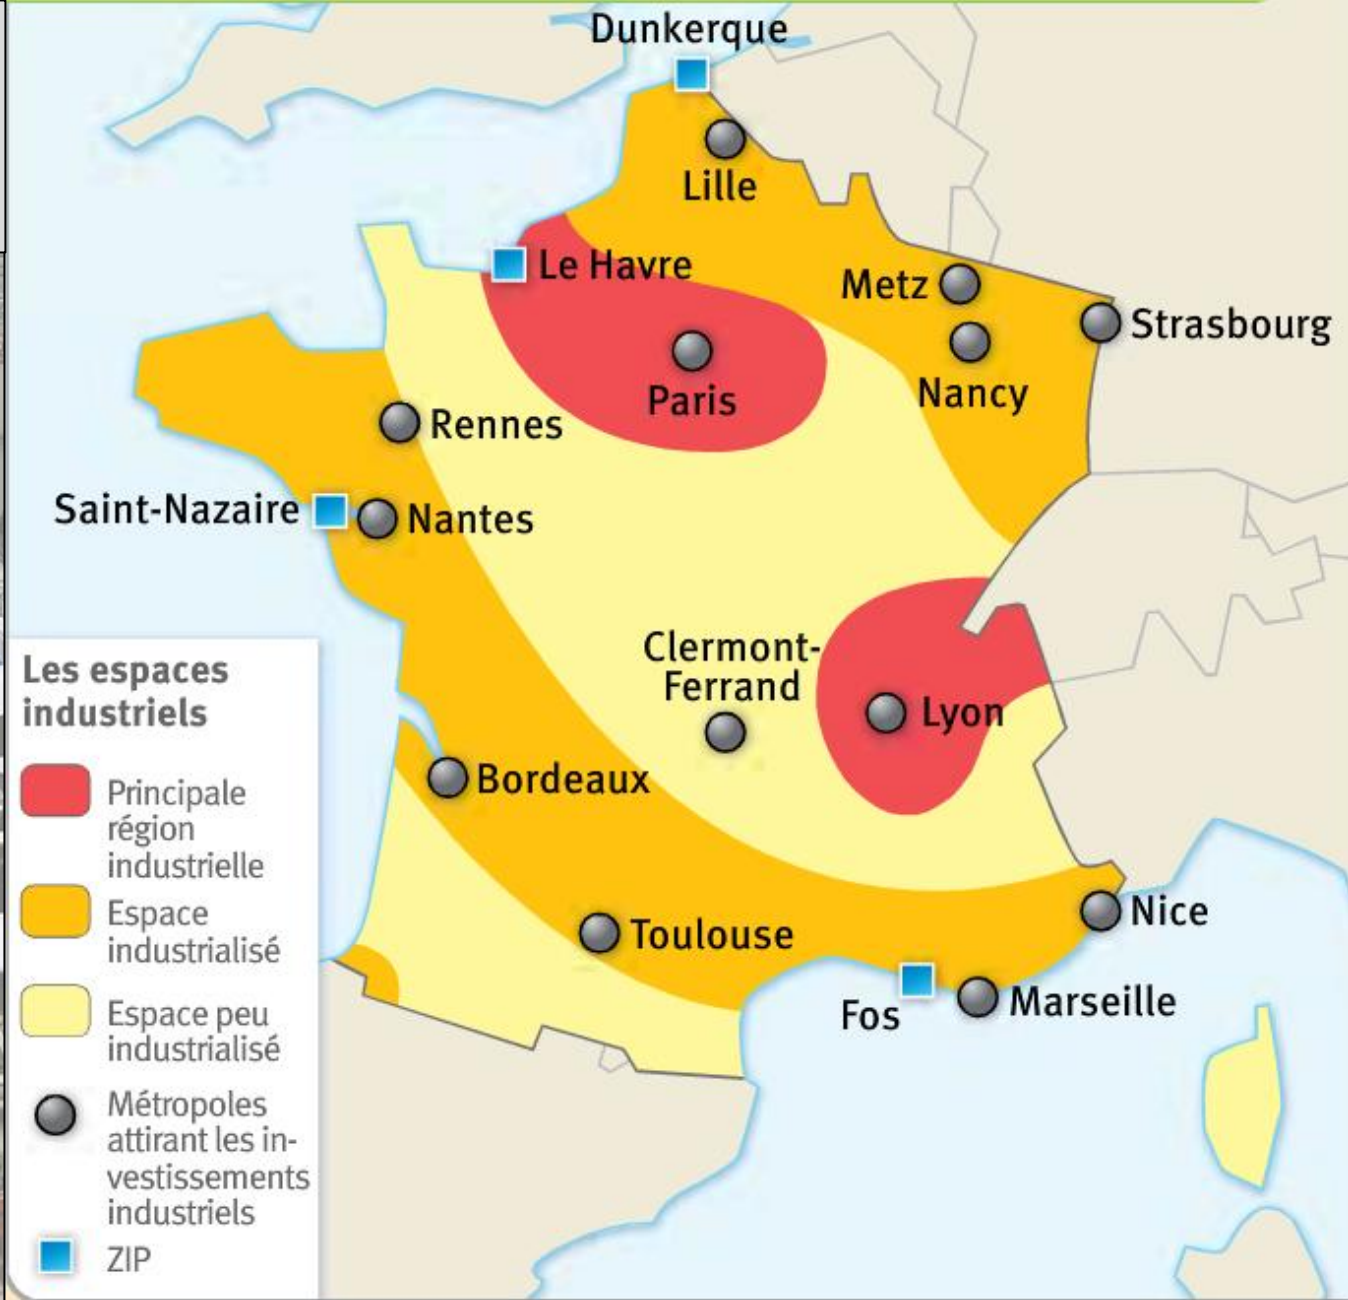 Dunkerque
Lille
Le Havre
Metz
Strasbourg
Paris
Nancy
Rennes
Saint-Nazaire
Nantes
Clermont-
Ferrand
Lyon
Bordeaux
Toulouse
Nice
Fos
Marseille
Les espaces
industriels
Principale
région
industrielle
Espace
industrialisé
Espace peu
industrialisé
Métropoles
attirant les in-
vestissements
industriels
ZIP